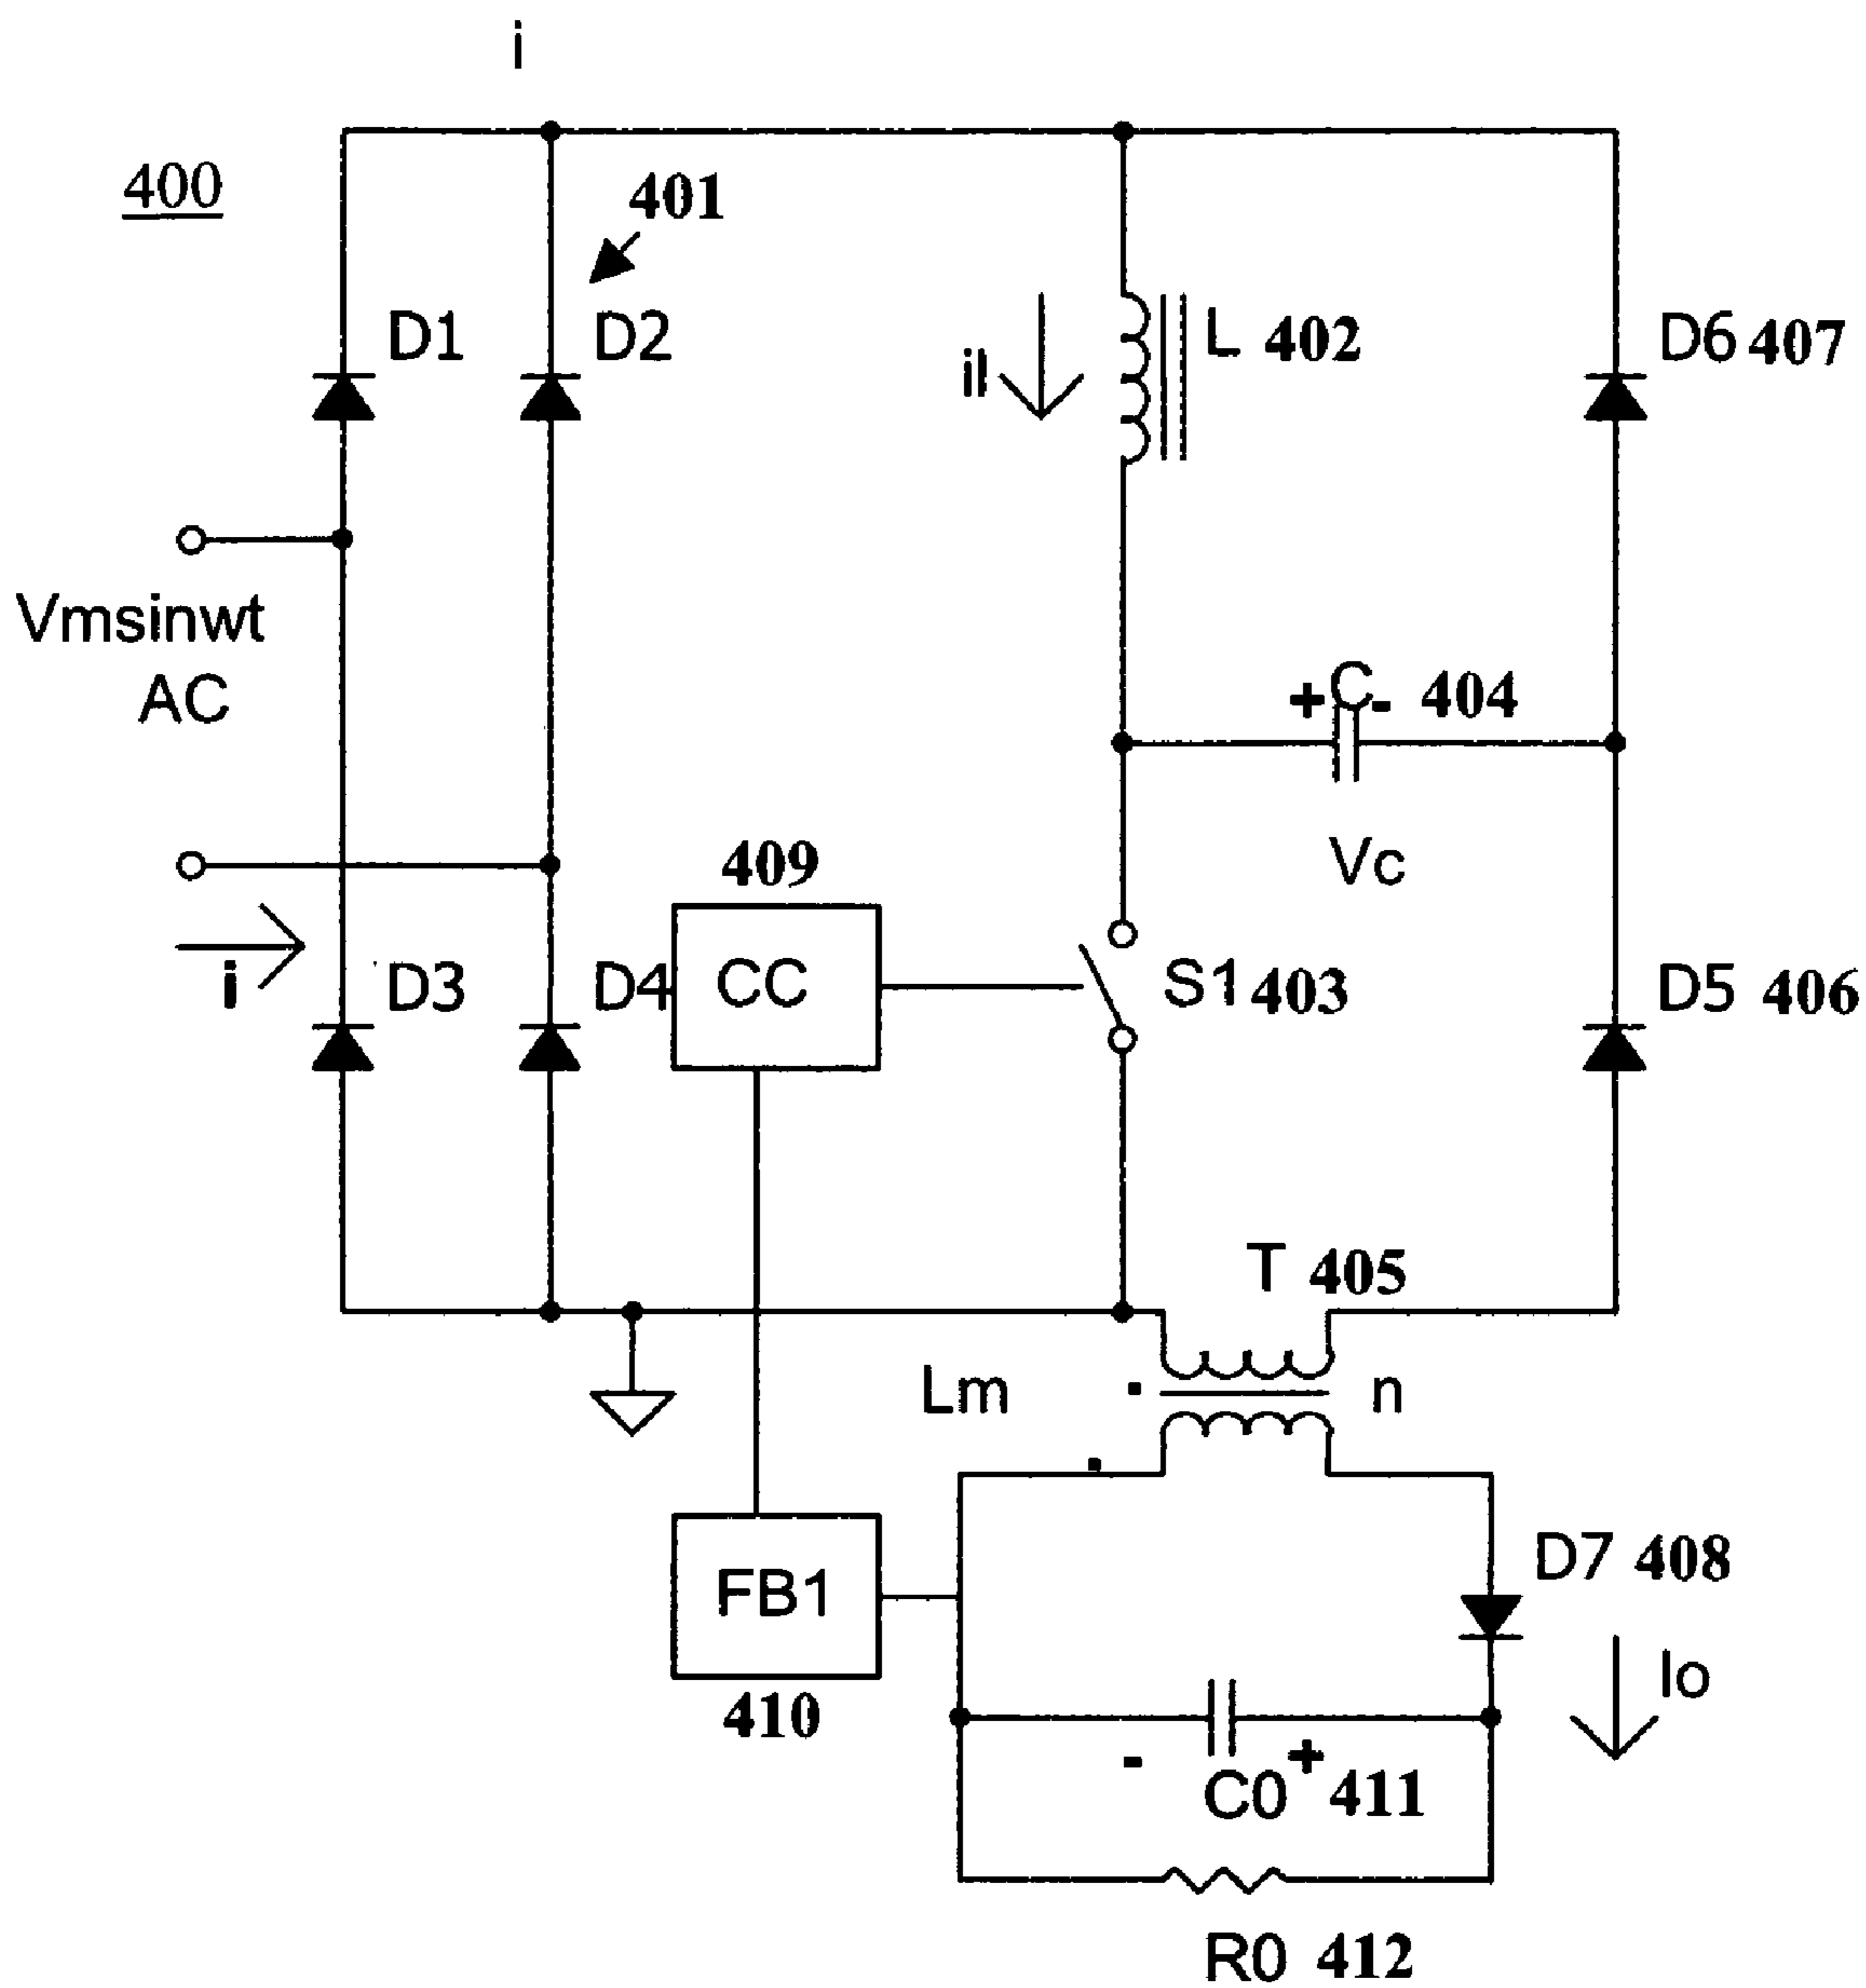 i
400
401
D1
D2
il
L 402
D6 407
Vmsinwt
AC
+ C - 404
Vc
409
i
D3
D4
CC
S1 403
D5 406
T 405
Lm
n
FB1
410
D7 408
Io
- C0 + 411
R0 412